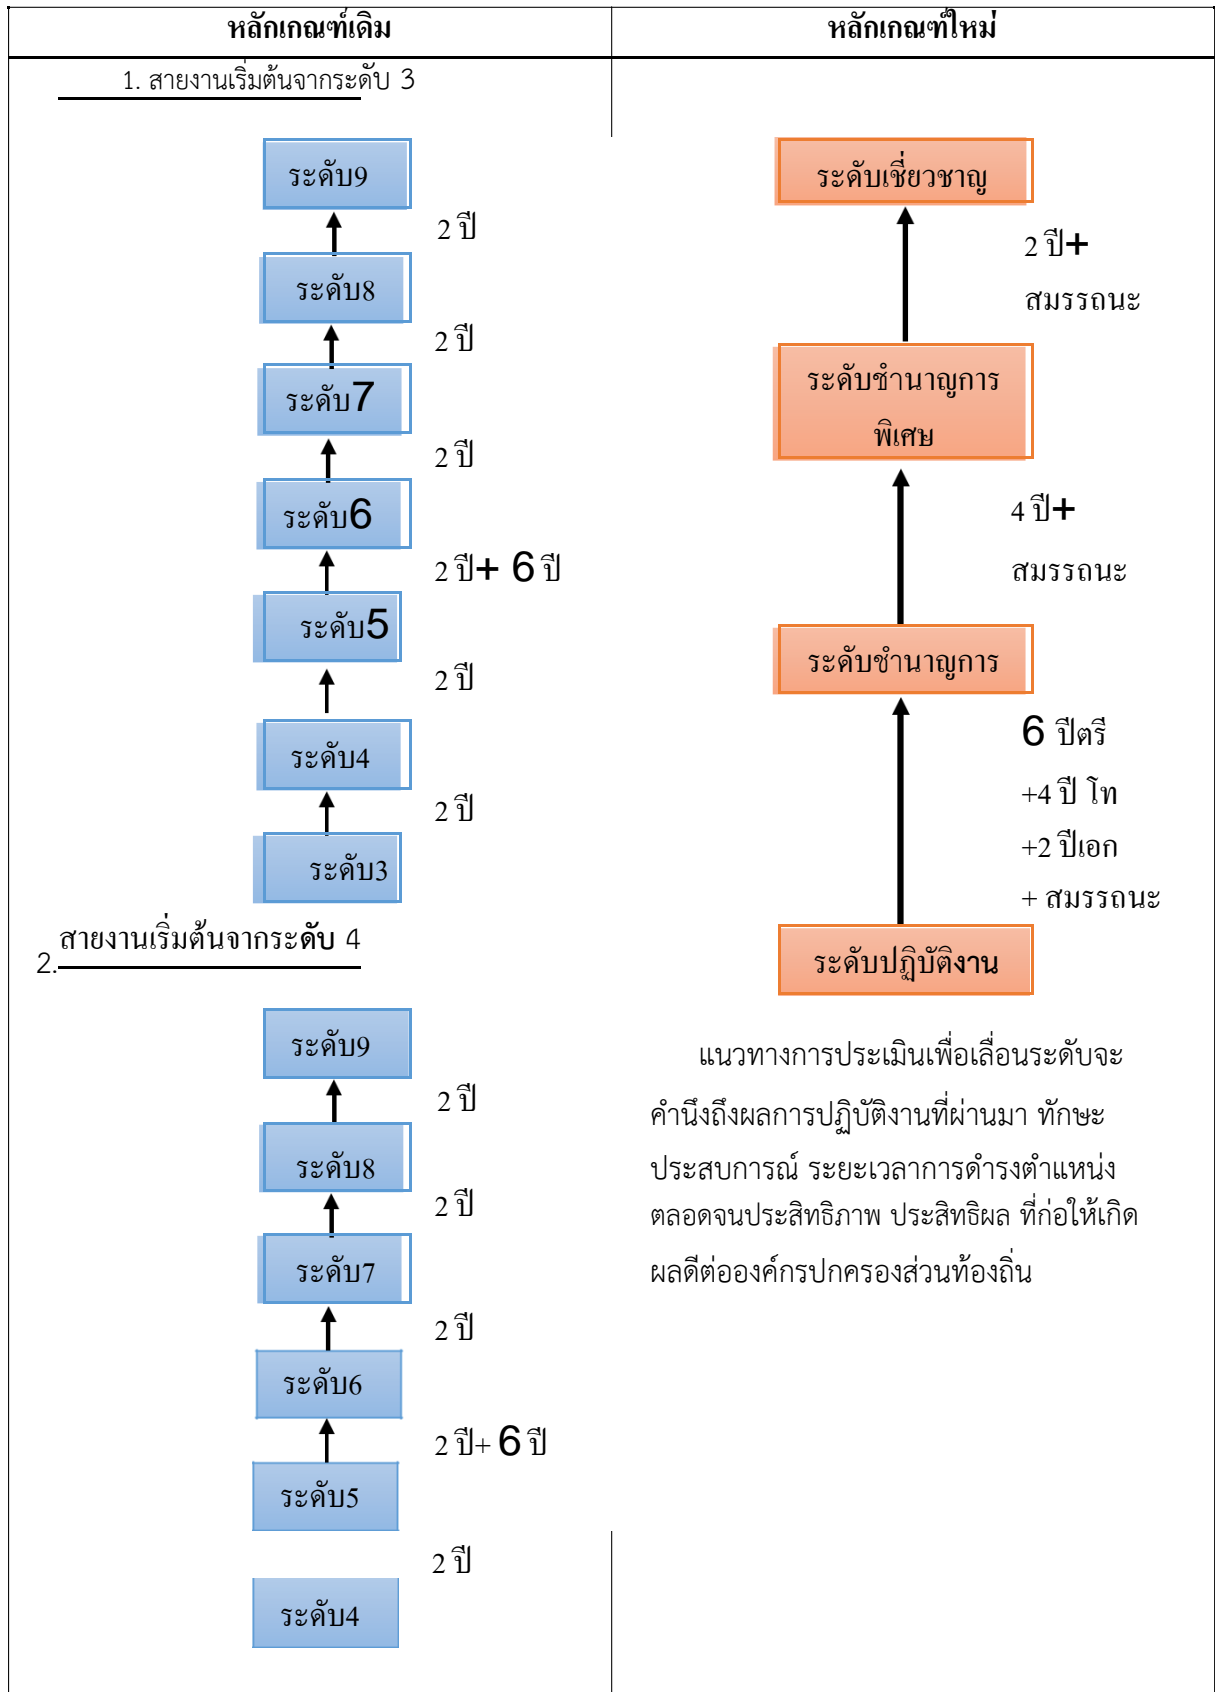 หลักเกณฑ์เดิม
หลักเกณฑ์ใหม่
1. สายงานเริ่มต้นจากระดับ 3
ระดับ9
2 ปี
ระดับ8
2 ปี
ระดับ7
2 ปี
ระดับ6
2 ปี+ 6 ปี
ระดับ5
2 ปี
ระดับ4
2 ปี
ระดับ3
2. สายงานเริ่มต้นจากระดับ 4
ระดับ9
2 ปี
ระดับ8
2 ปี
ระดับ7
2 ปี
ระดับ6
2 ปี+ 6 ปี
ระดับ5
2 ปี
ระดับ4
ระดับเชี่ยวชาญ
2 ปี+
สมรรถนะ
ระดับชำนาญการ
พิเศษ
4 ปี+
สมรรถนะ
ระดับชำนาญการ
6 ปีตรี
+4 ปี โท
+2 ปีเอก
+ สมรรถนะ
ระดับปฏิบัติงาน
แนวทางการประเมินเพื่อเลื่อนระดับจะ
คำนึงถึงผลการปฏิบัติงานที่ผ่านมา ทักษะ
ประสบการณ์ ระยะเวลาการดำรงตำแหน่ง
ตลอดจนประสิทธิภาพ ประสิทธิผล ที่ก่อให้เกิด
ผลดีต่อองค์กรปกครองส่วนท้องถิ่น